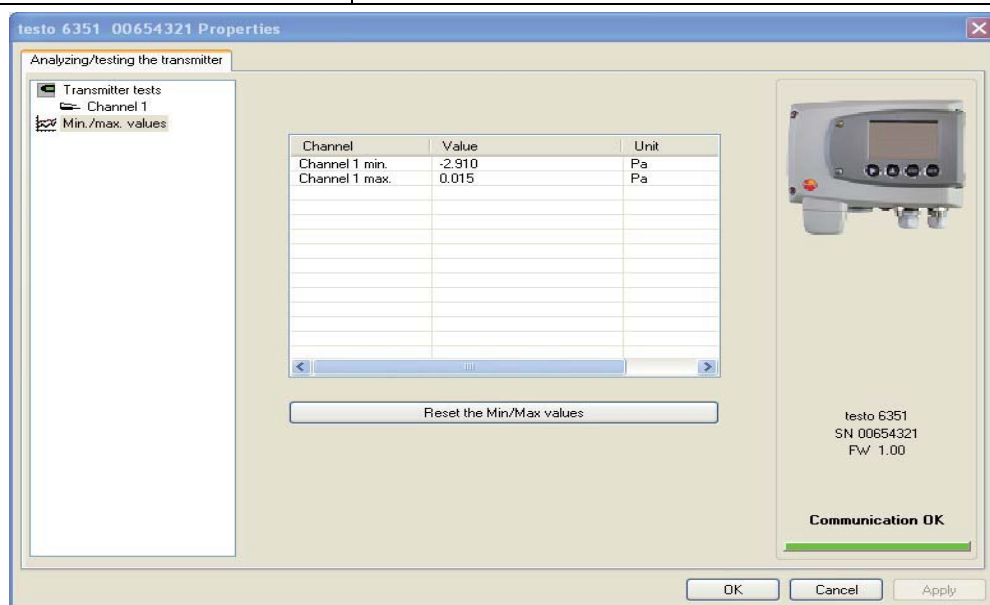 testo 6351 00654321 Properties
Analyzing/testing the transmitter
Transmitter tests
Channel 1
Min./max. values
Channel Value Unit
Channel 1 min. -2.910 Pa
Channel 1 max. 0.015 Pa
Reset the Min/Max values
testo 6351
SN 00654321
FW 1.00
Communication OK
OK Cancel Apply